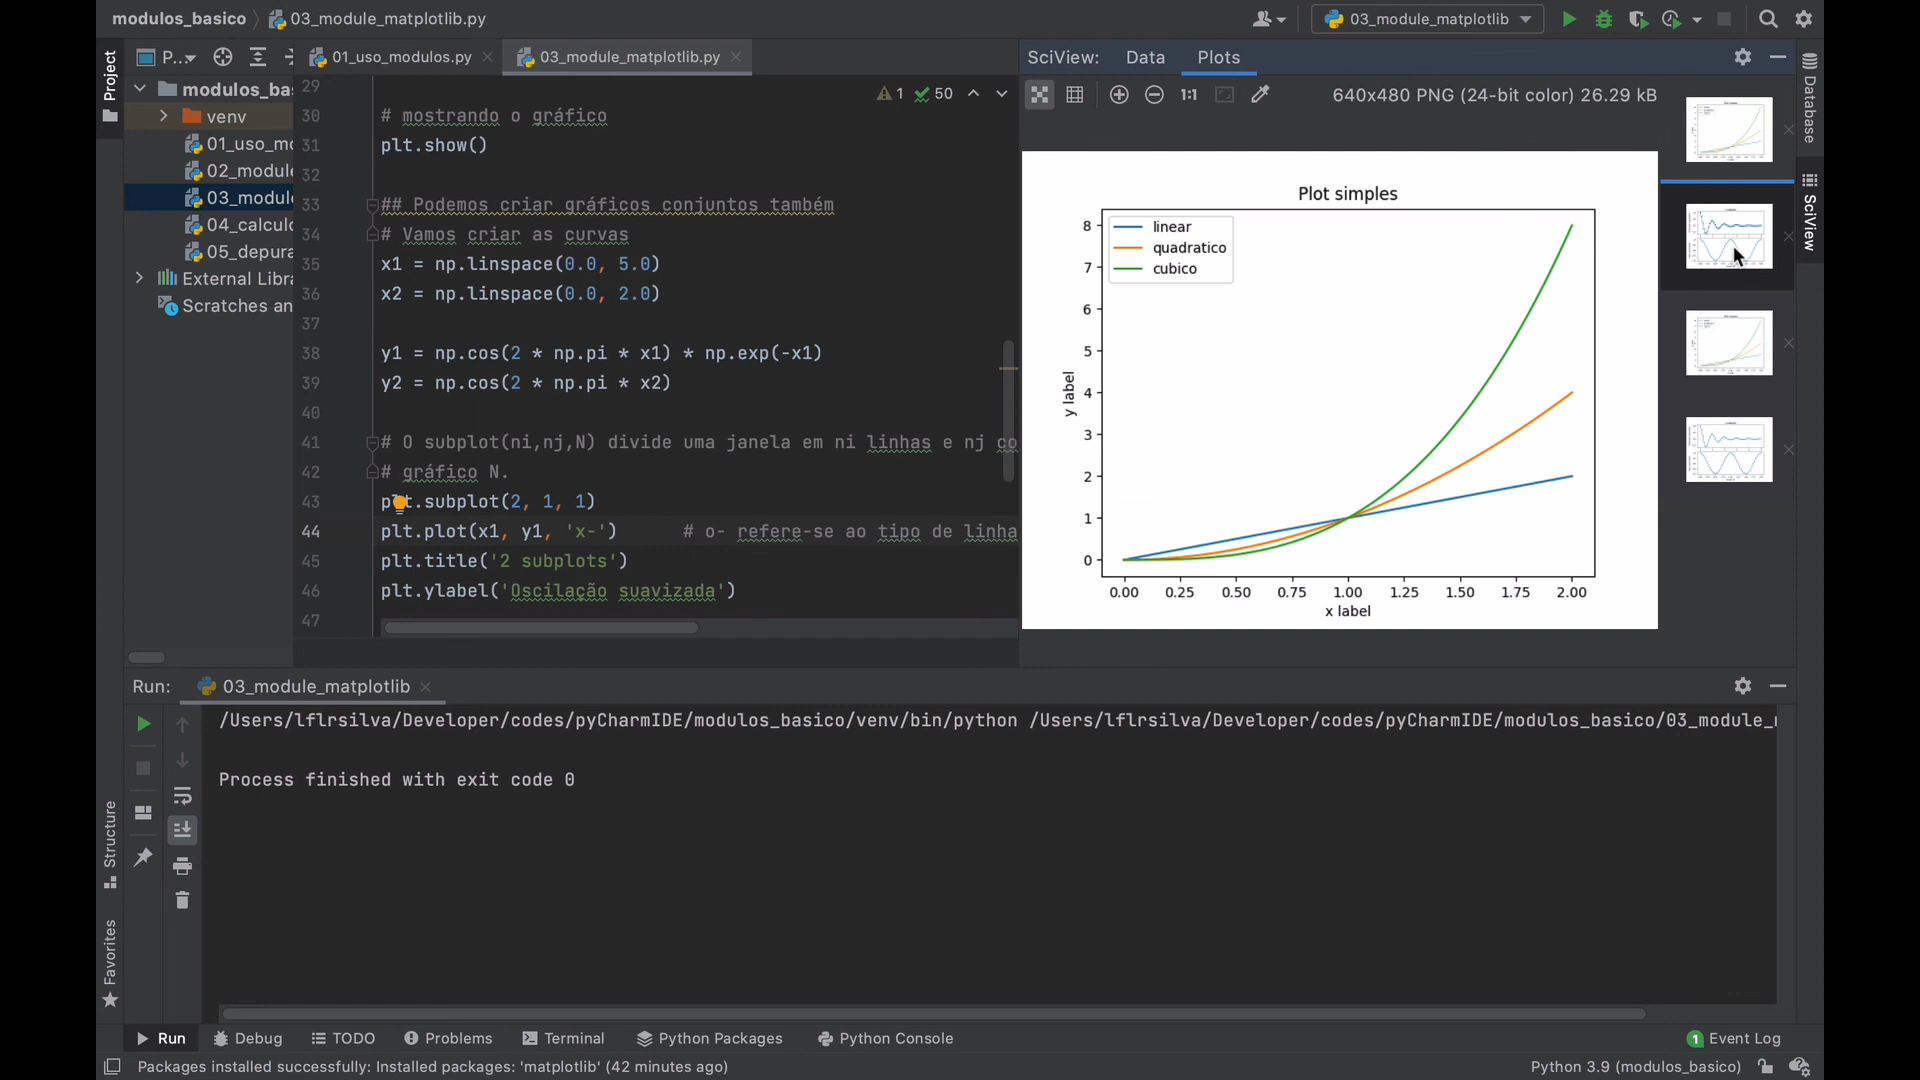 modulos_basico
03_module_matplotlib.py
03_module_matplotlib
Project
P...
01_uso_modulos.py
03_module_matplotlib.py
SciView:
Data
Plots
modulos_ba
venv
01_uso_m
02_module
03_module
04_calcul
05_depura
External Libra
Scratches an
1
50
29
30 # mostrando o gráfico
31 plt.show()
32
33 ## Podemos criar gráficos conjuntos também
34 # Vamos criar as curvas
35 x1 = np.linspace(0.0, 5.0)
36 x2 = np.linspace(0.0, 2.0)
37
38 y1 = np.cos(2 * np.pi * x1) * np.exp(-x1)
39 y2 = np.cos(2 * np.pi * x2)
40
41 # O subplot(ni,nj,N) divide uma janela em ni linhas e nj co
42 # gráfico N.
43 plt.subplot(2, 1, 1)
44 plt.plot(x1, y1, 'x-') # o- refere-se ao tipo de linha
45 plt.title('2 subplots')
46 plt.ylabel('Oscilação suavizada')
47
1:1
640x480 PNG (24-bit color) 26.29 kB
Plot simples
linear
quadratico
cubico
8
7
6
5
4
3
2
1
0
y label
0.00 0.25 0.50 0.75 1.00 1.25 1.50 1.75 2.00
x label
Database
SciView
Run:
03_module_matplotlib
/Users/lflrsilva/Developer/codes/pyCharmIDE/modulos_basico/venv/bin/python /Users/lflrsilva/Developer/codes/pyCharmIDE/modulos_basico/03_module_
Process finished with exit code 0
Structure
Favorites
Run
Debug
TODO
Problems
Terminal
Python Packages
Python Console
1 Event Log
Packages installed successfully: Installed packages: 'matplotlib' (42 minutes ago)
Python 3.9 (modulos_basico)